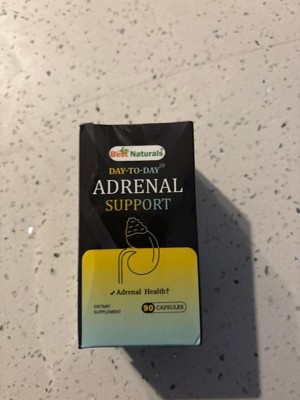 Best Naturals
DAY-TO-DAY
ADRENAL
SUPPORT
✓ Adrenal Health†
DIETARY
SUPPLEMENT
90 CAPSULES